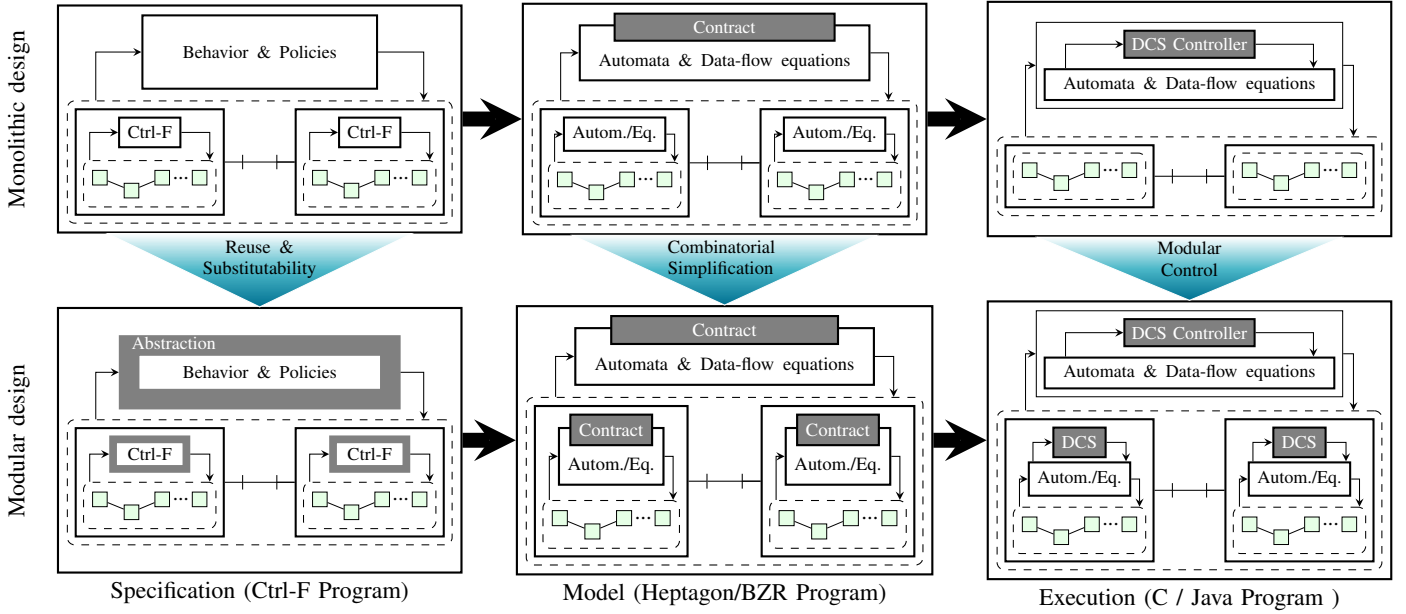 Monolithic design
Behavior & Policies
Ctrl-F
Ctrl-F
Contract
Automata & Data-flow equations
Autom./Eq.
Autom./Eq.
DCS Controller
Automata & Data-flow equations
Reuse &
Substitutability
Combinatorial
Simplification
Modular
Control
Modular design
Abstraction
Behavior & Policies
Ctrl-F
Ctrl-F
Contract
Automata & Data-flow equations
Contract
Autom./Eq.
Contract
Autom./Eq.
DCS Controller
Automata & Data-flow equations
DCS
Autom./Eq.
DCS
Autom./Eq.
Specification (Ctrl-F Program)
Model (Heptagon/BZR Program)
Execution (C / Java Program )